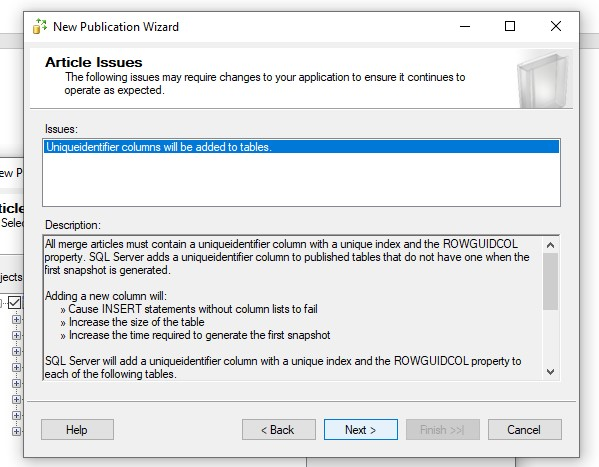 New Publication Wizard
Article Issues
The following issues may require changes to your application to ensure it continues to
operate as expected.
Issues:
Uniqueidentifier columns will be added to tables.
Description:
All merge articles must contain a uniqueidentifier column with a unique index and the ROWGUIDCOL
property. SQL Server adds a uniqueidentifier column to published tables that do not have one when the
first snapshot is generated.
Adding a new column will:
» Cause INSERT statements without column lists to fail
» Increase the size of the table
» Increase the time required to generate the first snapshot
SQL Server will add a uniqueidentifier column with a unique index and the ROWGUIDCOL property to
each of the following tables.
Help
< Back
Next >
Finish >>|
Cancel
ew P
ticle
Selec
jects